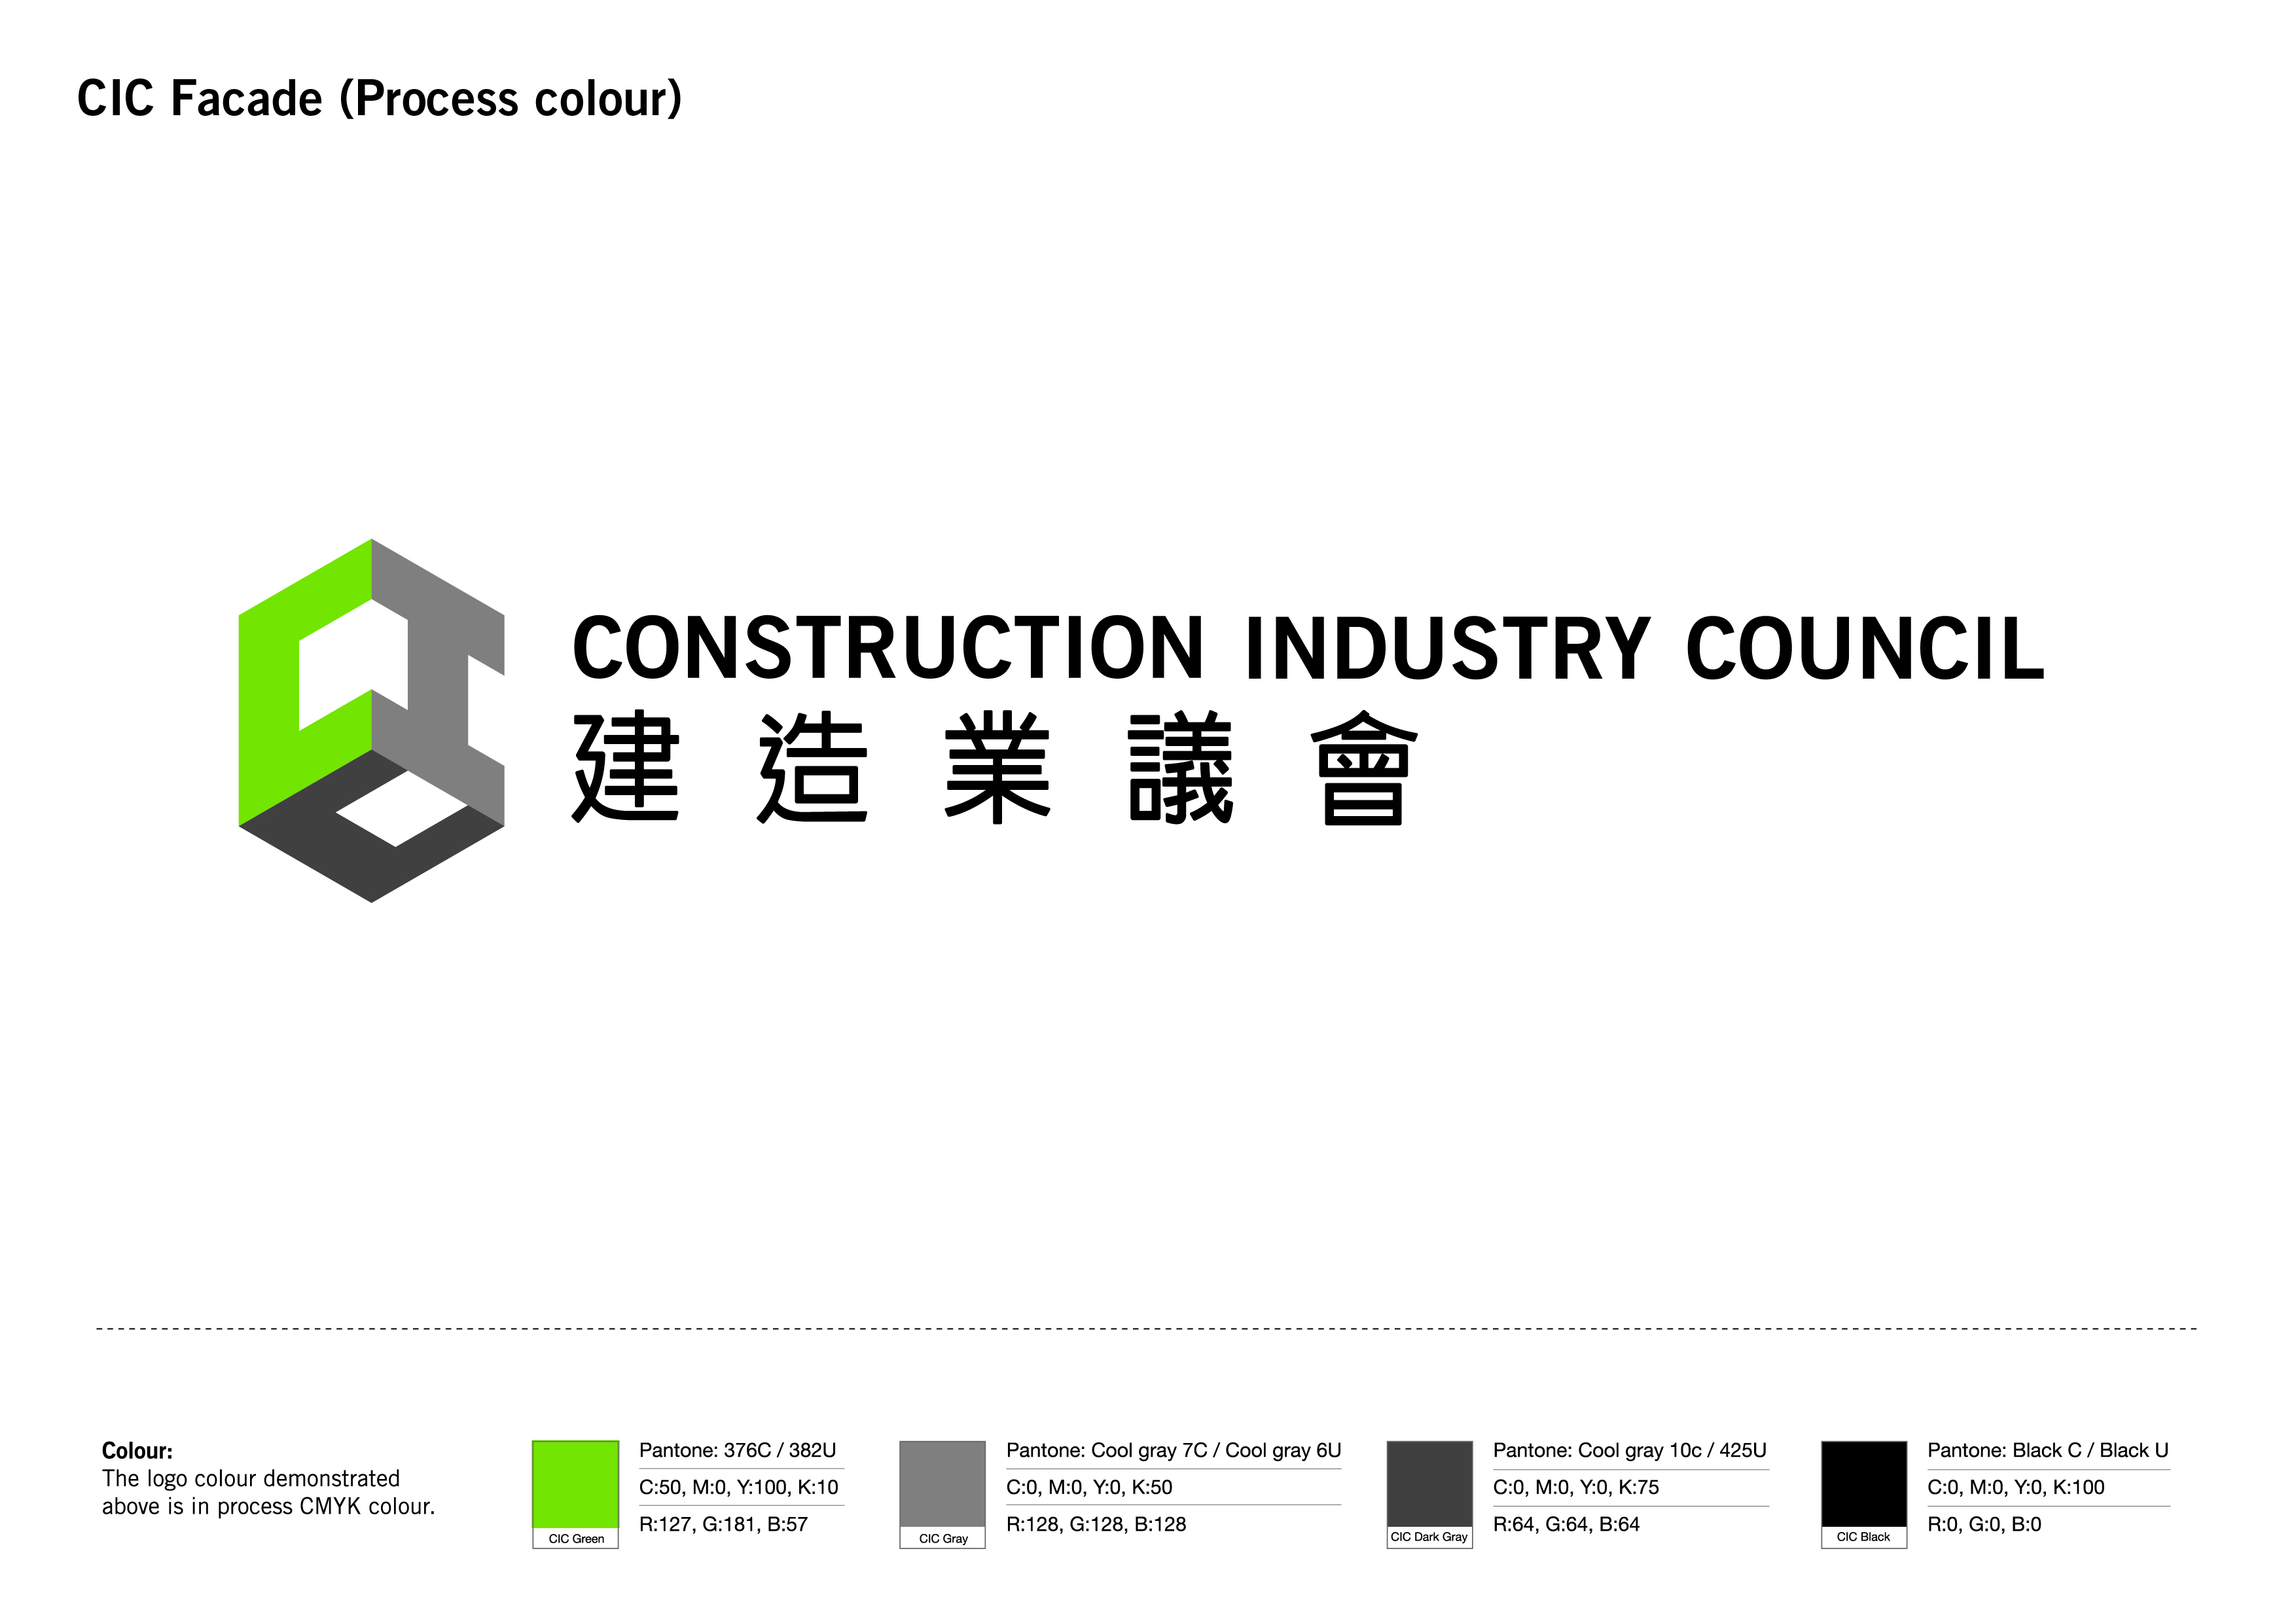 CIC Facade (Process colour)
CONSTRUCTION INDUSTRY COUNCIL
建造業議會
Colour:
The logo colour demonstrated
above is in process CMYK colour.
CIC Green
Pantone: 376C / 382U
C:50, M:0, Y:100, K:10
R:127, G:181, B:57
CIC Gray
Pantone: Cool gray 7C / Cool gray 6U
C:0, M:0, Y:0, K:50
R:128, G:128, B:128
CIC Dark Gray
Pantone: Cool gray 10c / 425U
C:0, M:0, Y:0, K:75
R:64, G:64, B:64
CIC Black
Pantone: Black C / Black U
C:0, M:0, Y:0, K:100
R:0, G:0, B:0